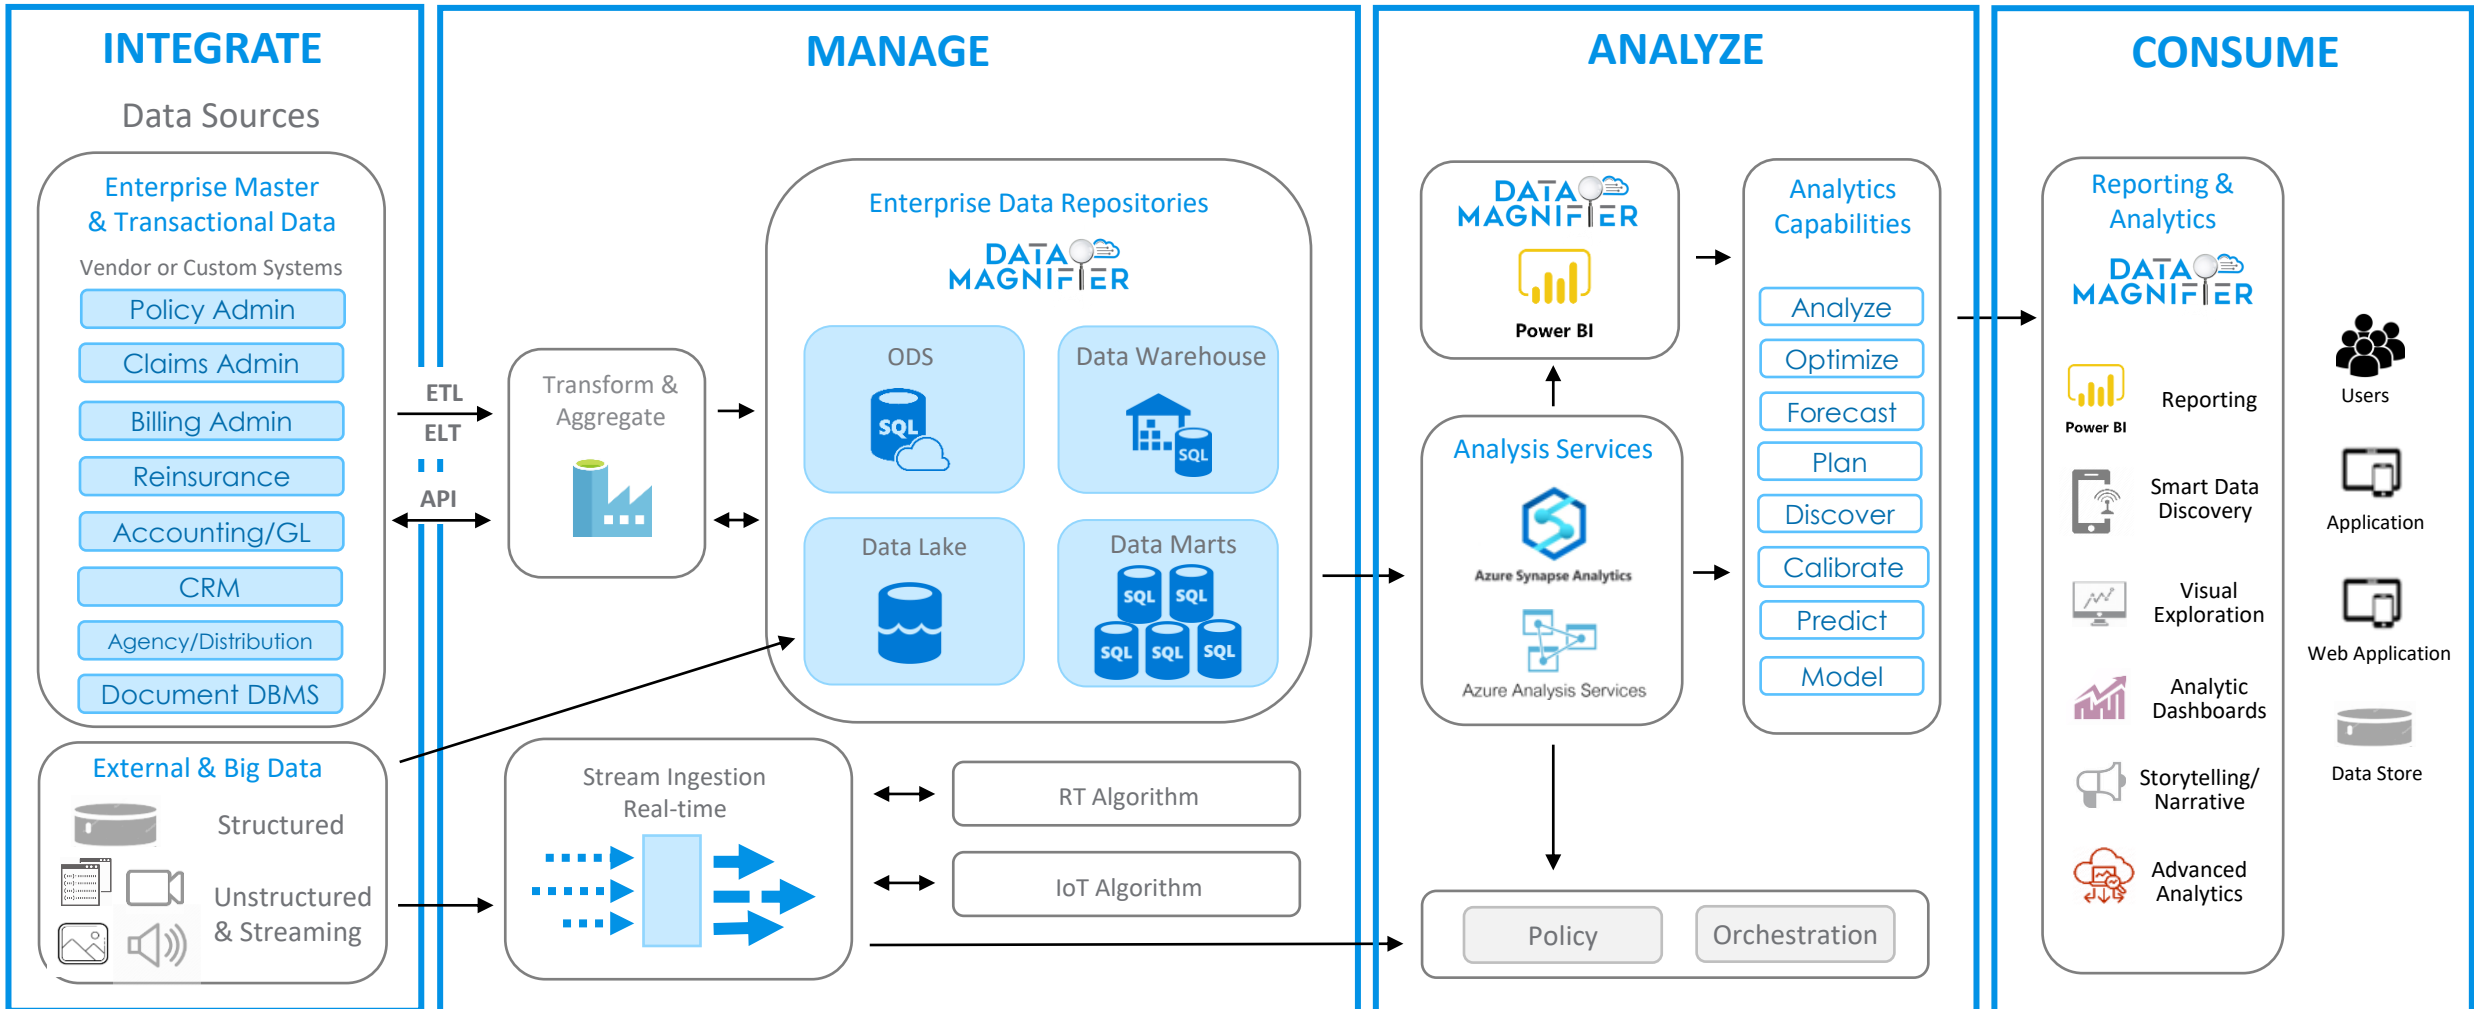 INTEGRATE
Data Sources
Enterprise Master
& Transactional Data
Vendor or Custom Systems
Policy Admin
Claims Admin
Billing Admin
Reinsurance
Accounting/GL
CRM
Agency/Distribution
Document DBMS
External & Big Data
Structured
Unstructured
& Streaming
ETL
ELT
API
MANAGE
Transform &
Aggregate
Enterprise Data Repositories
DATA
MAGNIFIER
ODS
SQL
Data Warehouse
SQL
Data Lake
Data Marts
SQL SQL
SQL SQL SQL
Stream Ingestion
Real-time
RT Algorithm
IoT Algorithm
ANALYZE
DATA
MAGNIFIER
Power BI
Analysis Services
Azure Synapse Analytics
Azure Analysis Services
Analytics
Capabilities
Analyze
Optimize
Forecast
Plan
Discover
Calibrate
Predict
Model
Policy
Orchestration
CONSUME
Reporting &
Analytics
DATA
MAGNIFIER
Power BI
Reporting
Smart Data
Discovery
Visual
Exploration
Analytic
Dashboards
Storytelling/
Narrative
Advanced
Analytics
Users
Application
Web Application
Data Store